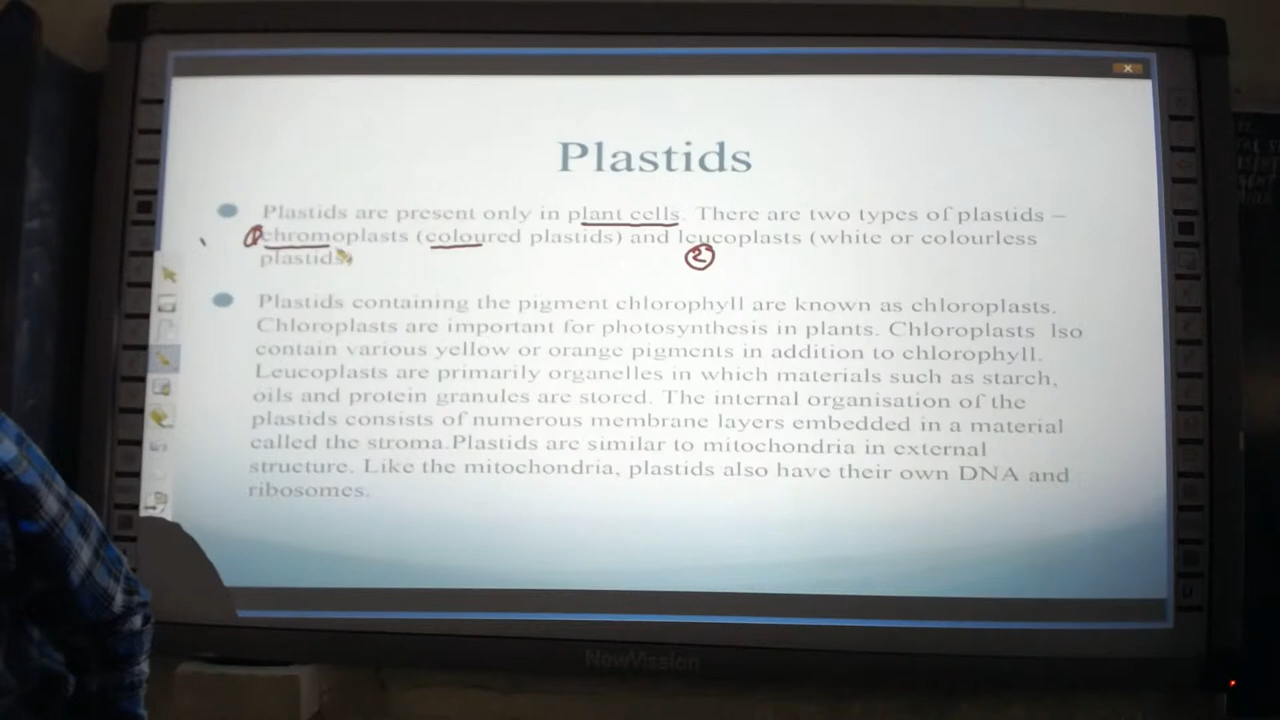 Plastids
Plastids are present only in plant cells. There are two types of plastids –
1 chromoplasts (coloured plastids) and leucoplasts (white or colourless
2
plastids)
Plastids containing the pigment chlorophyll are known as chloroplasts.
Chloroplasts are important for photosynthesis in plants. Chloroplasts lso
contain various yellow or orange pigments in addition to chlorophyll.
Leucoplasts are primarily organelles in which materials such as starch,
oils and protein granules are stored. The internal organisation of the
plastids consists of numerous membrane layers embedded in a material
called the stroma.Plastids are similar to mitochondria in external
structure. Like the mitochondria, plastids also have their own DNA and
ribosomes.
NewVission